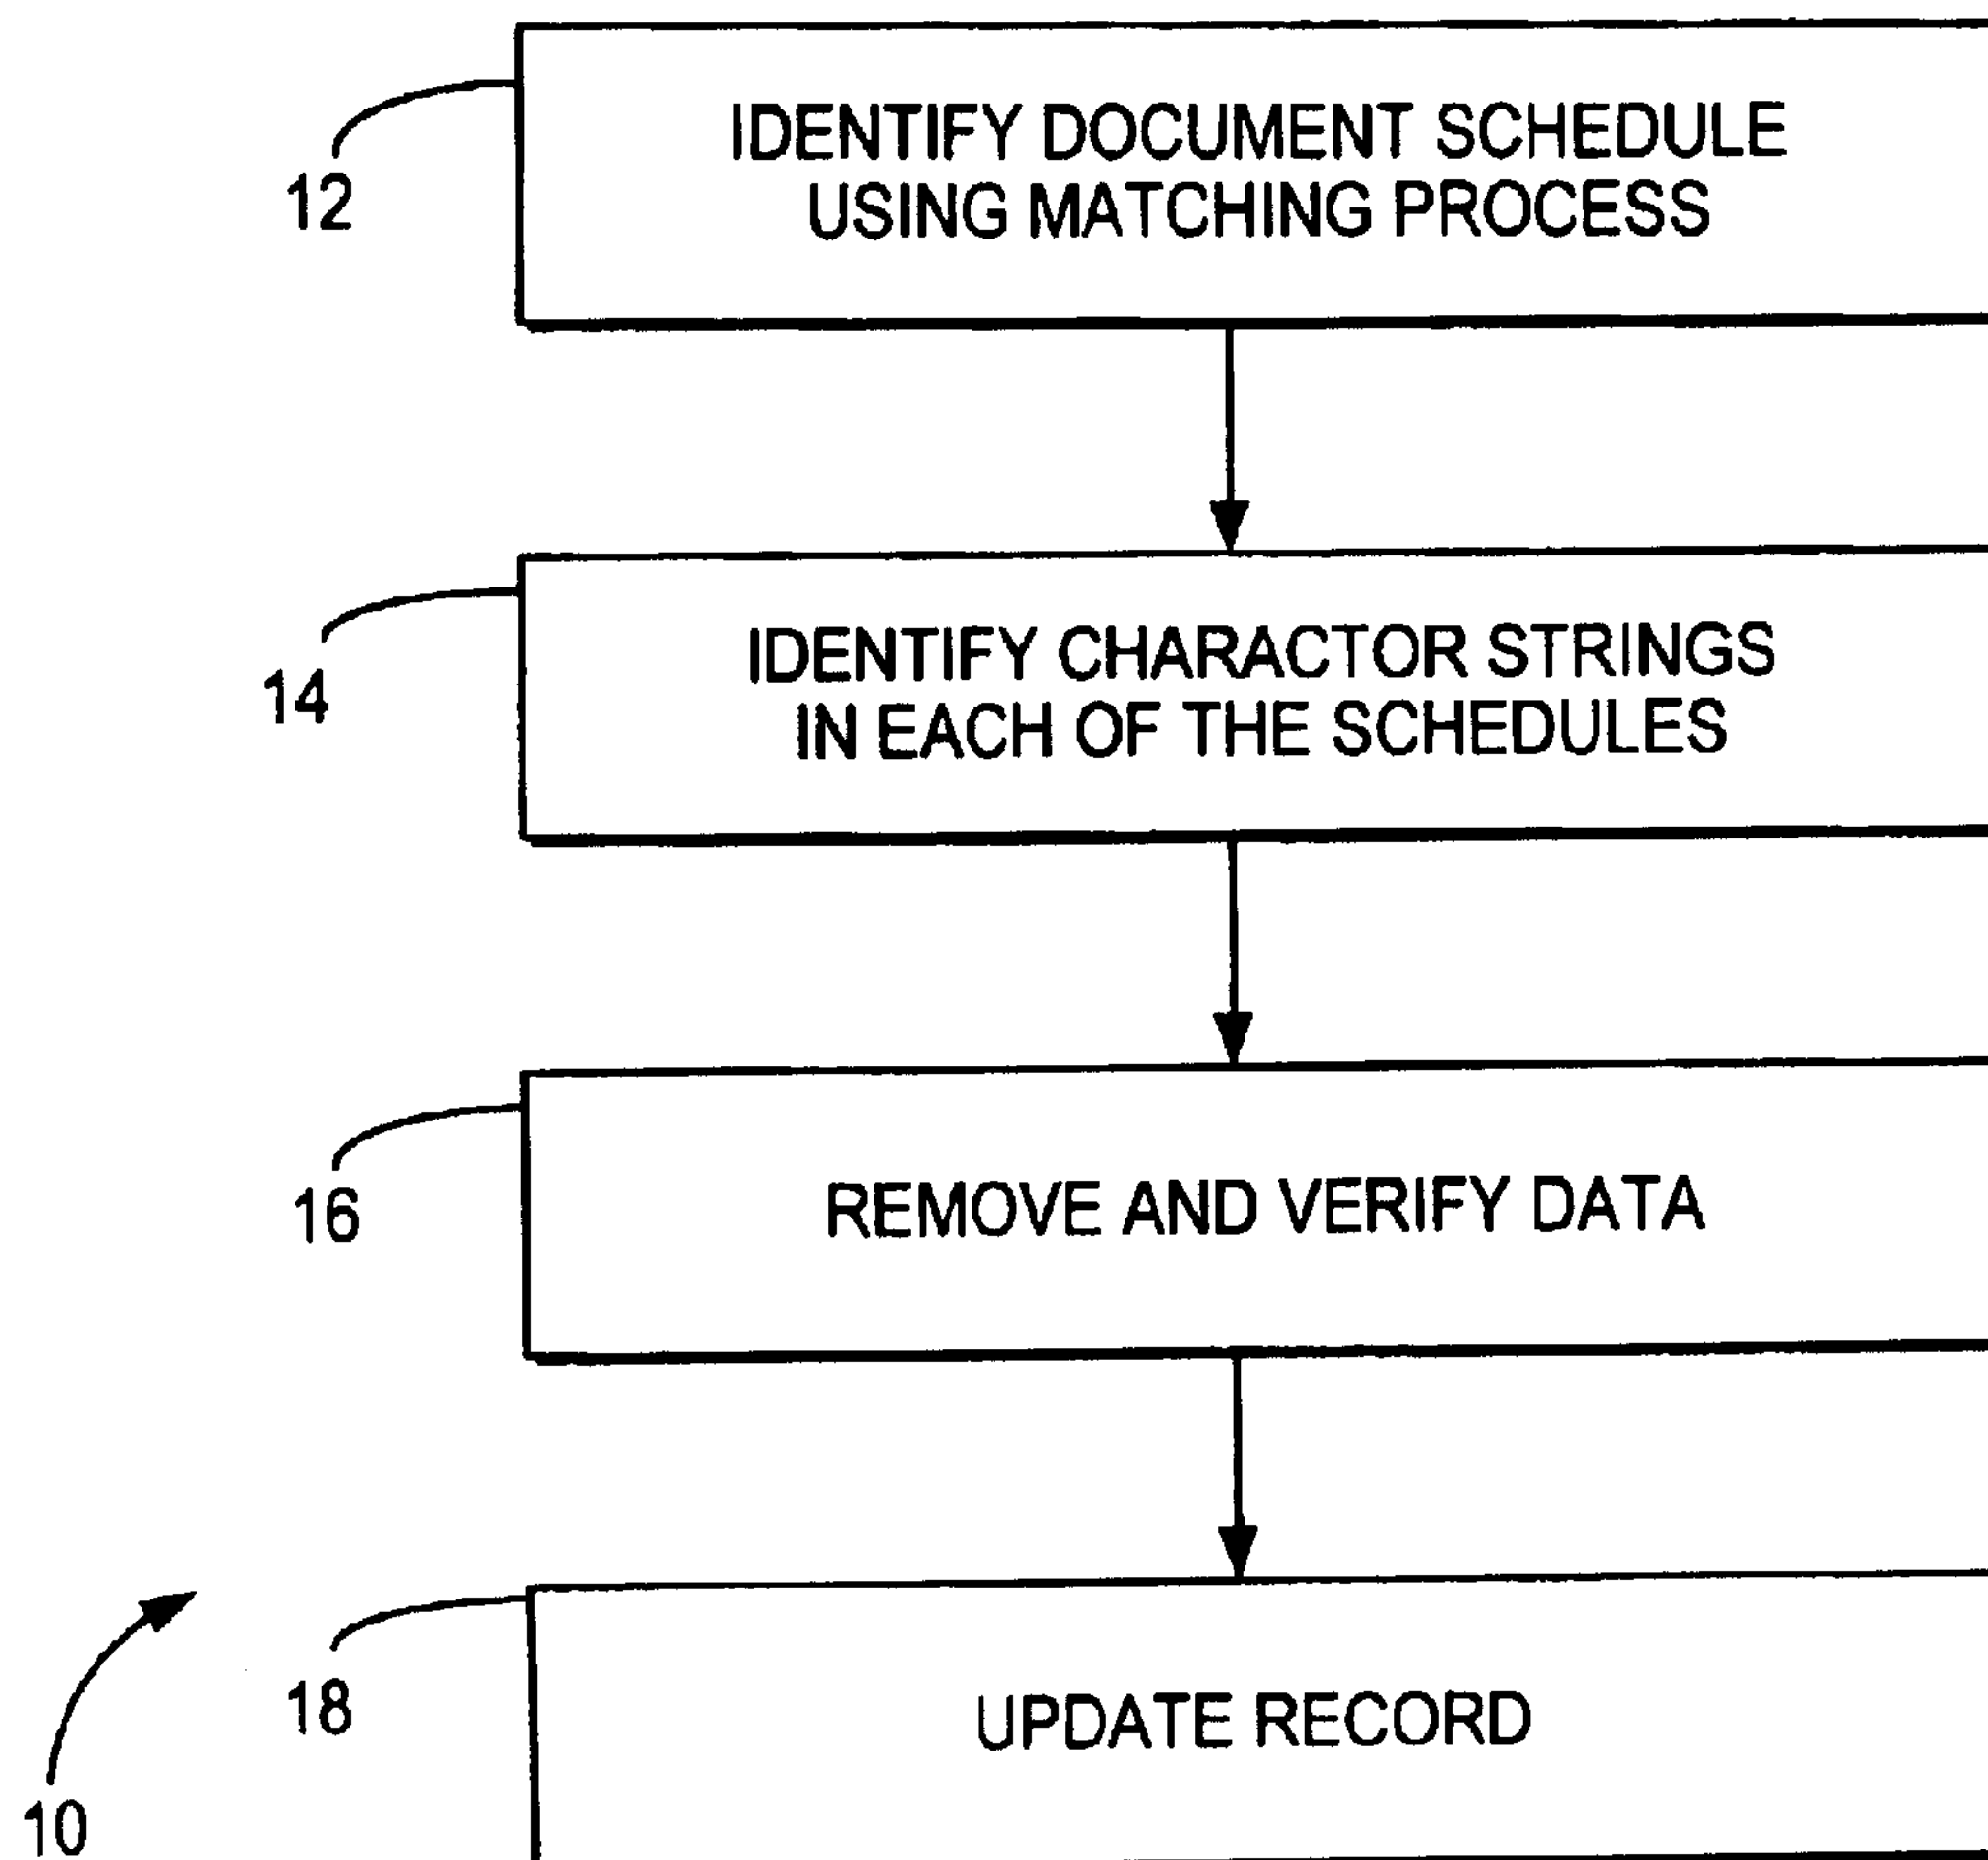 IDENTIFY DOCUMENT SCHEDULE
USING MATCHING PROCESS
12
IDENTIFY CHARACTOR STRINGS
IN EACH OF THE SCHEDULES
14
REMOVE AND VERIFY DATA
16
UPDATE RECORD
18
10